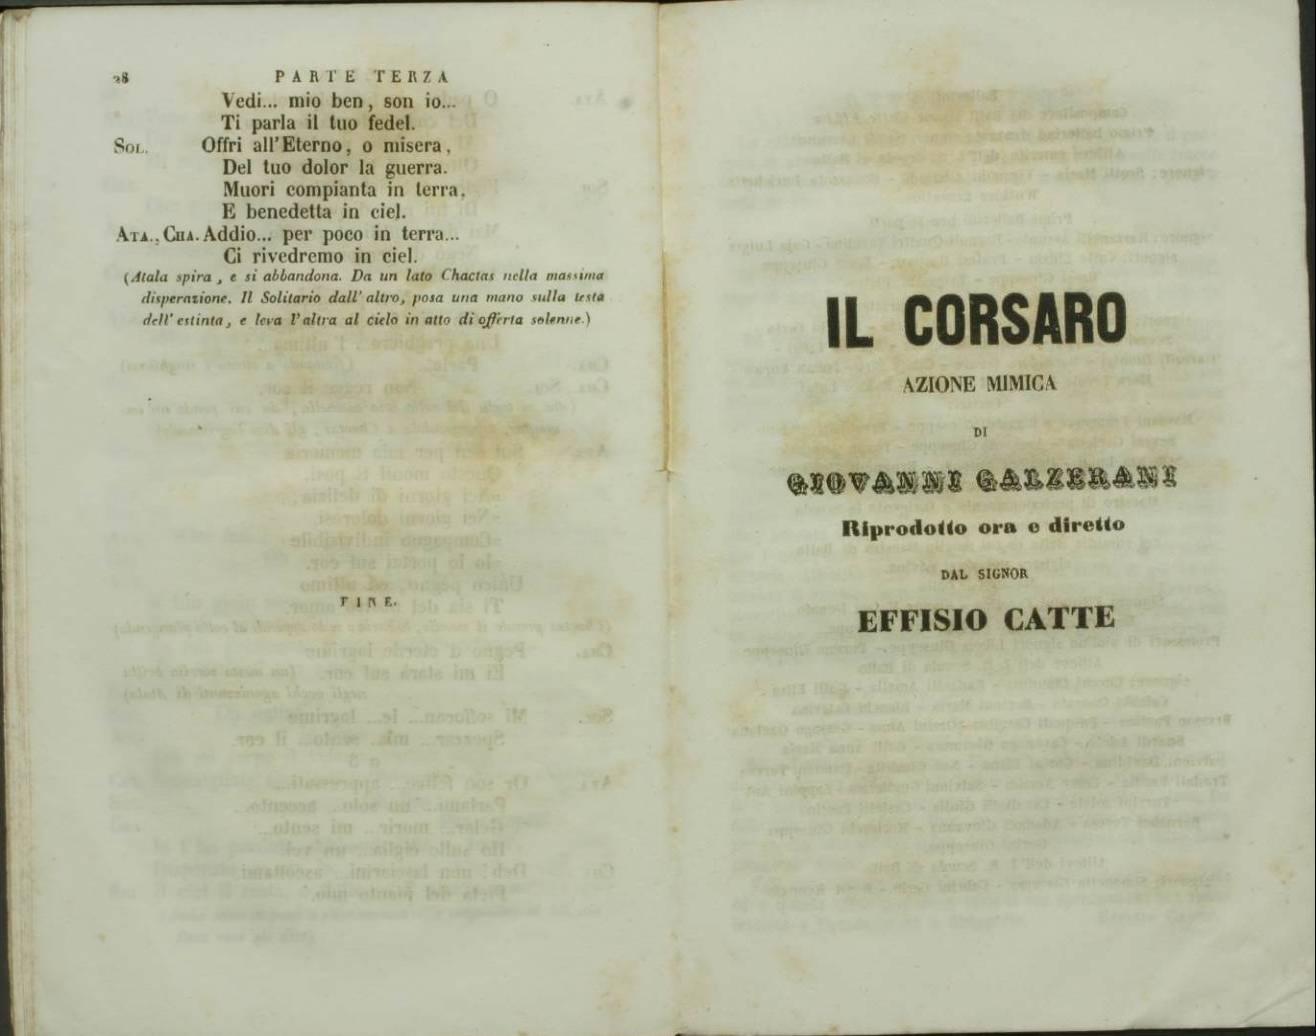 28 PARTE TERZA
Vedi... mio ben, son io...
Ti parla il tuo fedel.
SOL. Offri all'Eterno, o misera,
Del tuo dolor la guerra.
Muori compianta in terra,
E benedetta in ciel.
ATA., CHA. Addio... per poco in terra...
Ci rivedremo in ciel.
(Atala spira, e si abbandona. Da un lato Chactas nella massima
disperazione. Il Solitario dall'altro, posa una mano sulla testa
dell'estinta, e leva l'altra al cielo in atto di offerta solenne.)
FINE.
IL CORSARO
AZIONE MIMICA
DI
GIOVANNI GALZERANI
Riprodotto ora e diretto
DAL SIGNOR
EFFISIO CATTE